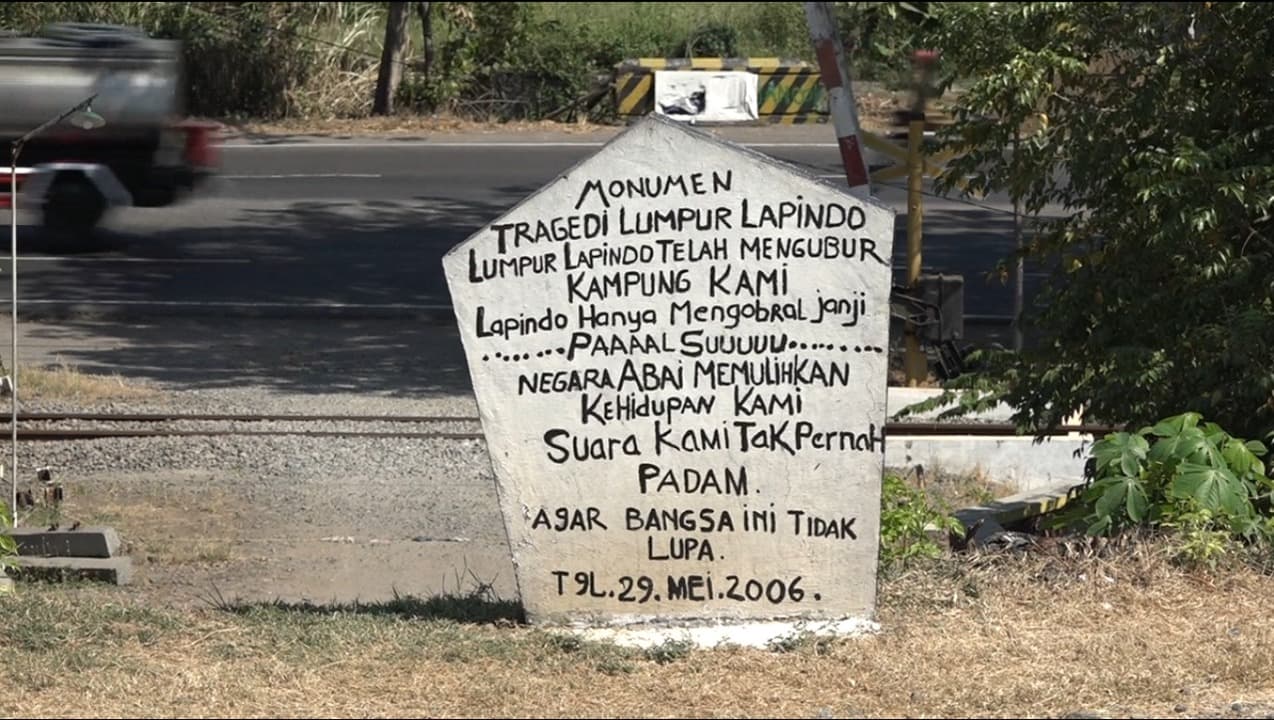 MONUMEN
TRAGEDI LUMPUR LAPINDO
LUMPUR LAPINDO TELAH MENGUBUR
KAMPUNG KAMI
Lapindo Hanya Mengobral janji
.......PAAAAL SUUUUU.........
NEGARA ABAI MEMULIHKAN
KEHIDUPAN KAMI
Suara KAMI TAK Pernah
PADAM.
AGAR BANGSA INI TIDAK
LUPA.
TgL.29.MEI.2006.